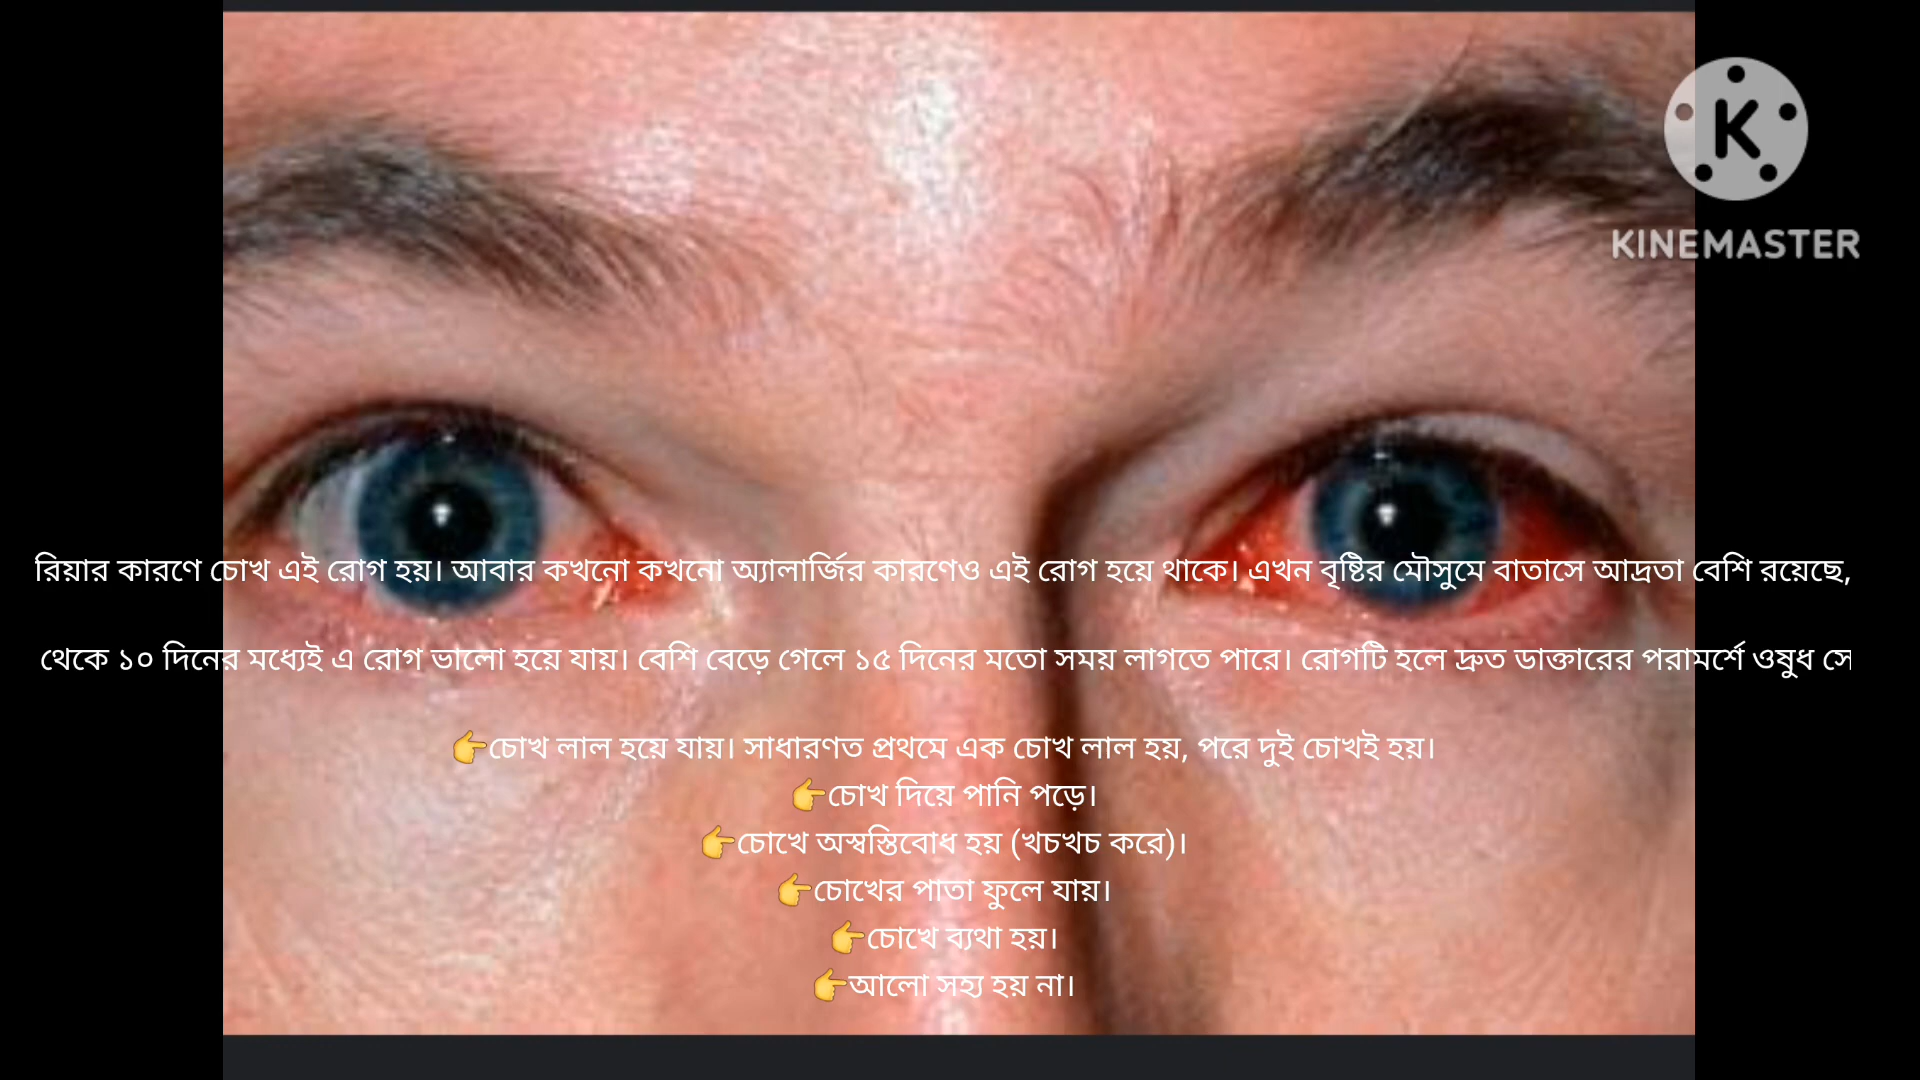 KINEMASTER
রিয়ার কারণে চোখ এই রোগ হয়। আবার কখনো কখনো অ্যালার্জির কারণেও এই রোগ হয়ে থাকে। এখন বৃষ্টির মৌসুমে বাতাসে আদ্রতা বেশি রয়েছে,
থেকে ১০ দিনের মধ্যেই এ রোগ ভালো হয়ে যায়। বেশি বেড়ে গেলে ১৫ দিনের মতো সময় লাগতে পারে। রোগটি হলে দ্রুত ডাক্তারের পরামর্শে ওষুধ সে
👉চোখ লাল হয়ে যায়। সাধারণত প্রথমে এক চোখ লাল হয়, পরে দুই চোখই হয়।
👉চোখ দিয়ে পানি পড়ে।
👉চোখে অস্বস্তিবোধ হয় (খচখচ করে)।
👉চোখের পাতা ফুলে যায়।
👉চোখে ব্যথা হয়।
👉আলো সহ্য হয় না।